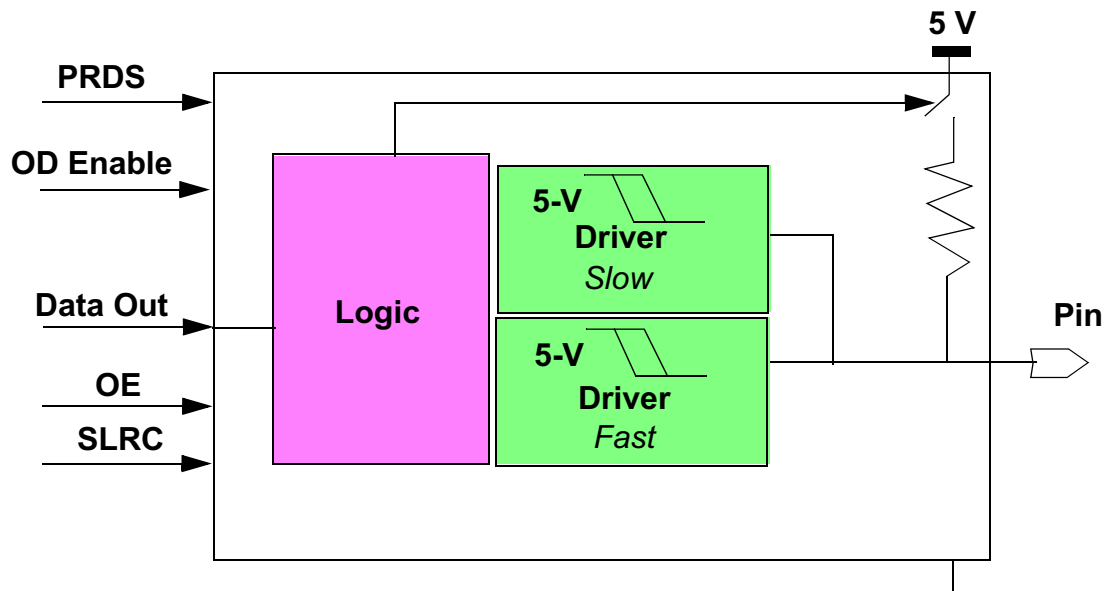 5 V
PRDS
OD Enable
5-V
Driver
Slow
Data Out
Logic
Pin
5-V
Driver
Fast
OE
SLRC